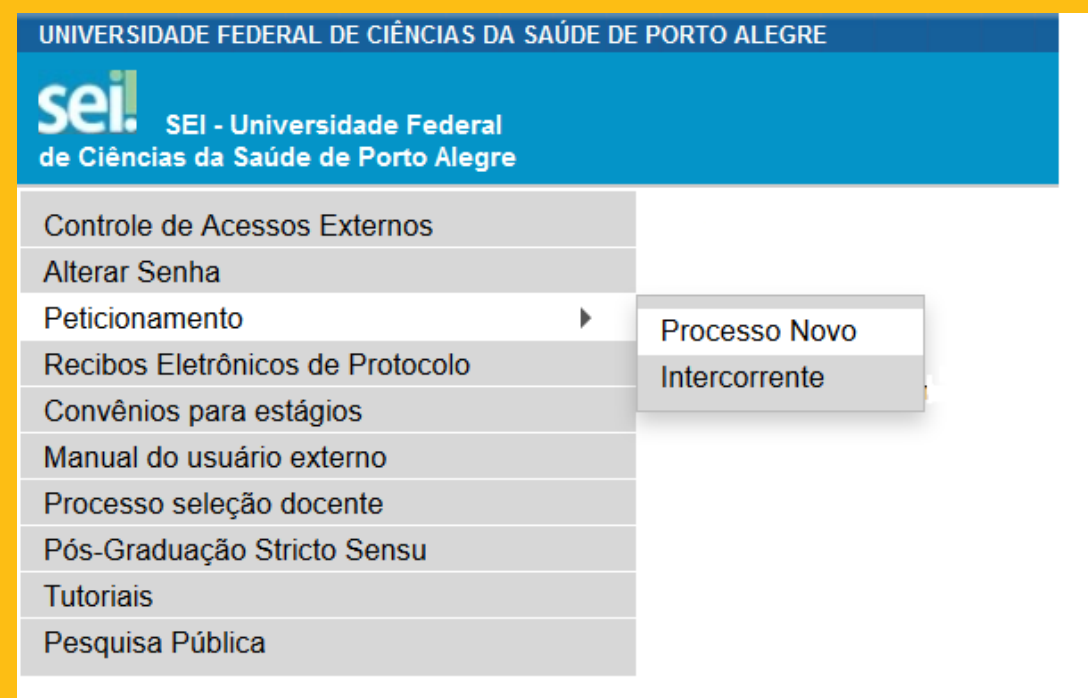 UNIVERSIDADE FEDERAL DE CIÊNCIAS DA SAÚDE DE PORTO ALEGRE
sei!
SEI - Universidade Federal
de Ciências da Saúde de Porto Alegre
Controle de Acessos Externos
Alterar Senha
Peticionamento
Processo Novo
Intercorrente
Recibos Eletrônicos de Protocolo
Convênios para estágios
Manual do usuário externo
Processo seleção docente
Pós-Graduação Stricto Sensu
Tutoriais
Pesquisa Pública